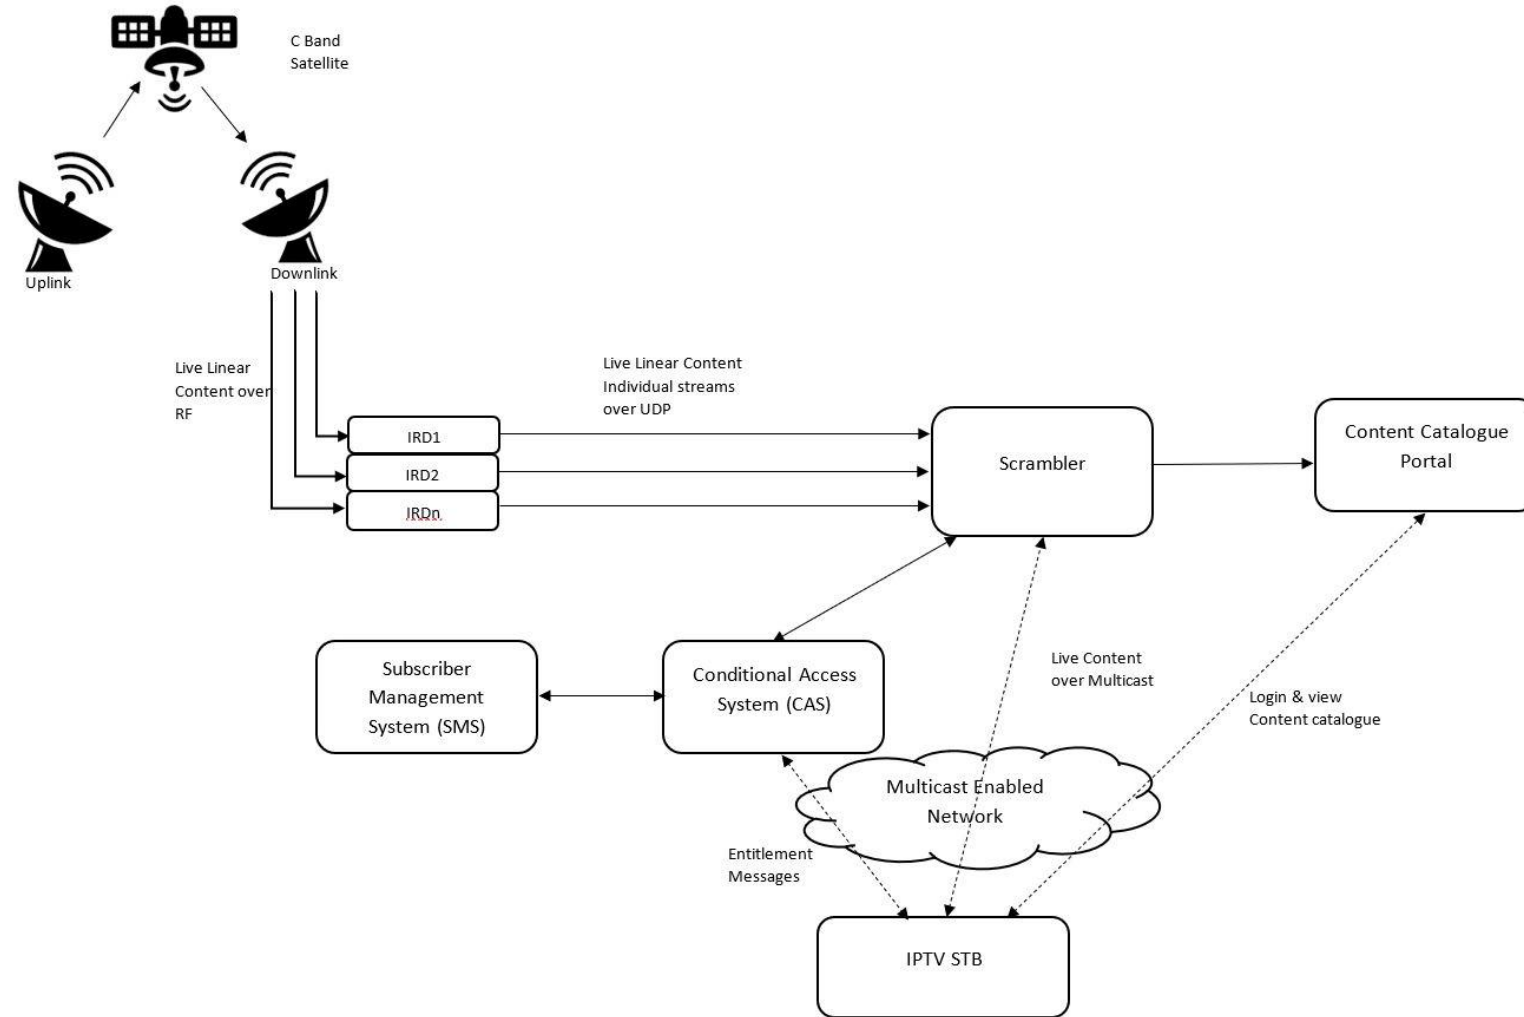 C Band
Satellite
Uplink
Downlink
Live Linear
Content over
RF
Live Linear Content
Individual streams
over UDP
IRD1
IRD2
IRDn
Scrambler
Content Catalogue
Portal
Subscriber
Management
System (SMS)
Conditional Access
System (CAS)
Live Content
over Multicast
Login & view
Content catalogue
Multicast Enabled
Network
Entitlement
Messages
IPTV STB